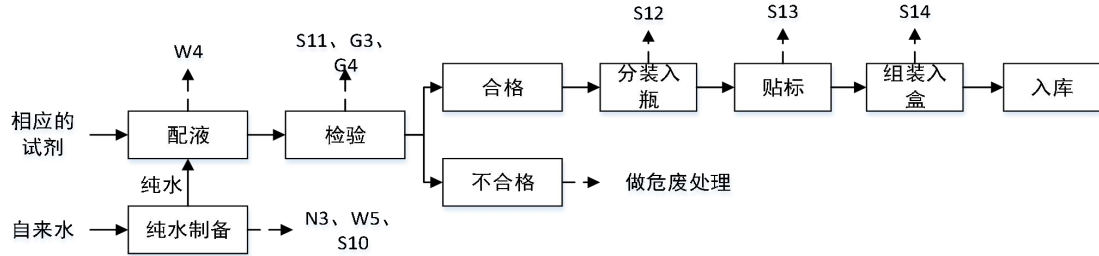 S12
S13
S14
W4
S11、G3、
G4
合格
分装入
瓶
贴标
组装入
盒
入库
相应的
试剂
配液
检验
不合格
做危废处理
纯水
自来水
纯水制备
N3、W5、
S10